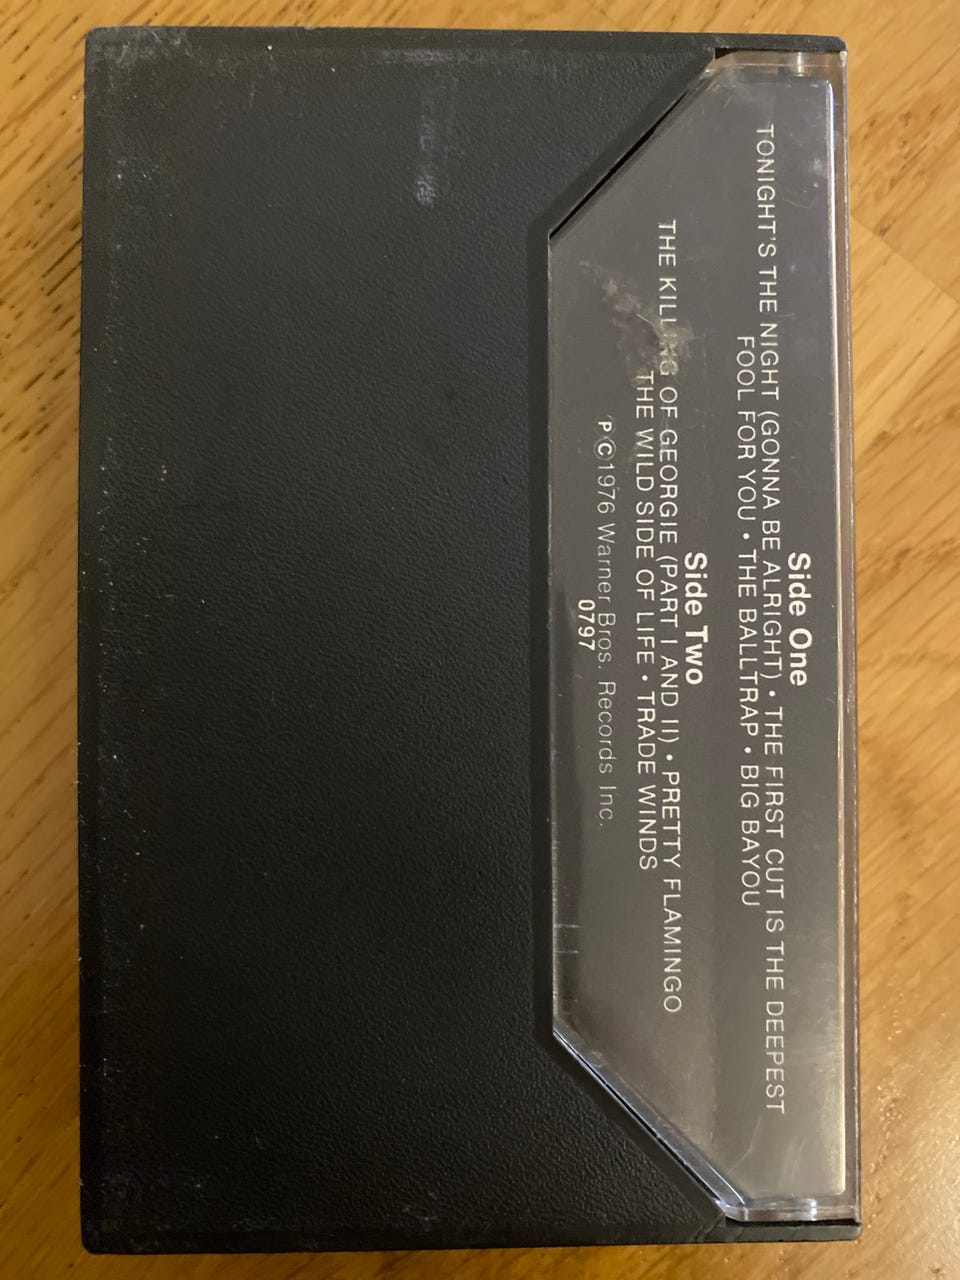 Side One
TONIGHT'S THE NIGHT (GONNA BE ALRIGHT) • THE FIRST CUT IS THE DEEPEST
FOOL FOR YOU • THE BALLTRAP • BIG BAYOU
Side Two
THE KILLING OF GEORGIE (PART I AND II) • PRETTY FLAMINGO
THE WILD SIDE OF LIFE • TRADE WINDS
℗©1976 Warner Bros. Records Inc.
0797